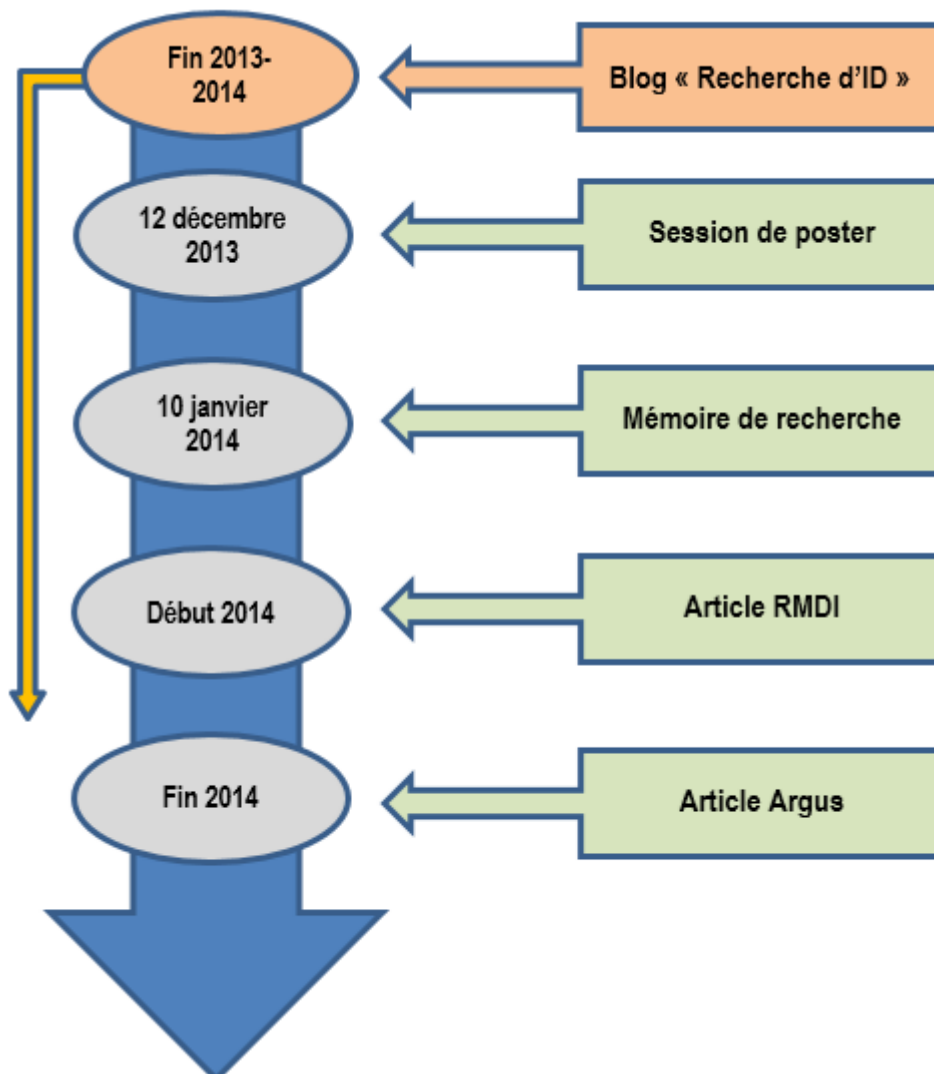 Fin 2013-
2014
Blog « Recherche d’ID »
12 décembre
2013
Session de poster
10 janvier
2014
Mémoire de recherche
Début 2014
Article RMDI
Fin 2014
Article Argus